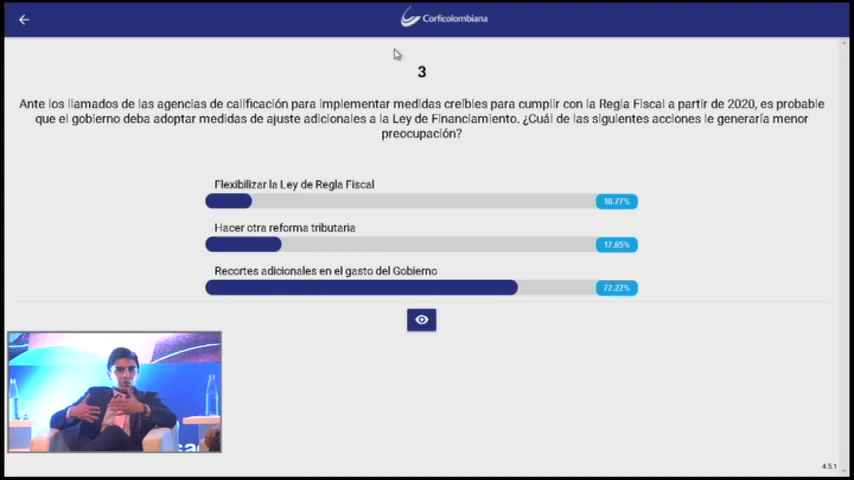 Corficolombiana
3
Ante los llamados de las agencias de calificación para implementar medidas creíbles para cumplir con la Regla Fiscal a partir de 2020, es probable
que el gobierno deba adoptar medidas de ajuste adicionales a la Ley de Financiamiento. ¿Cuál de las siguientes acciones le generaría menor
preocupación?
Flexibilizar la Ley de Regla Fiscal
10.77%
Hacer otra reforma tributaria
17.65%
Recortes adicionales en el gasto del Gobierno
72.22%
4.5.1